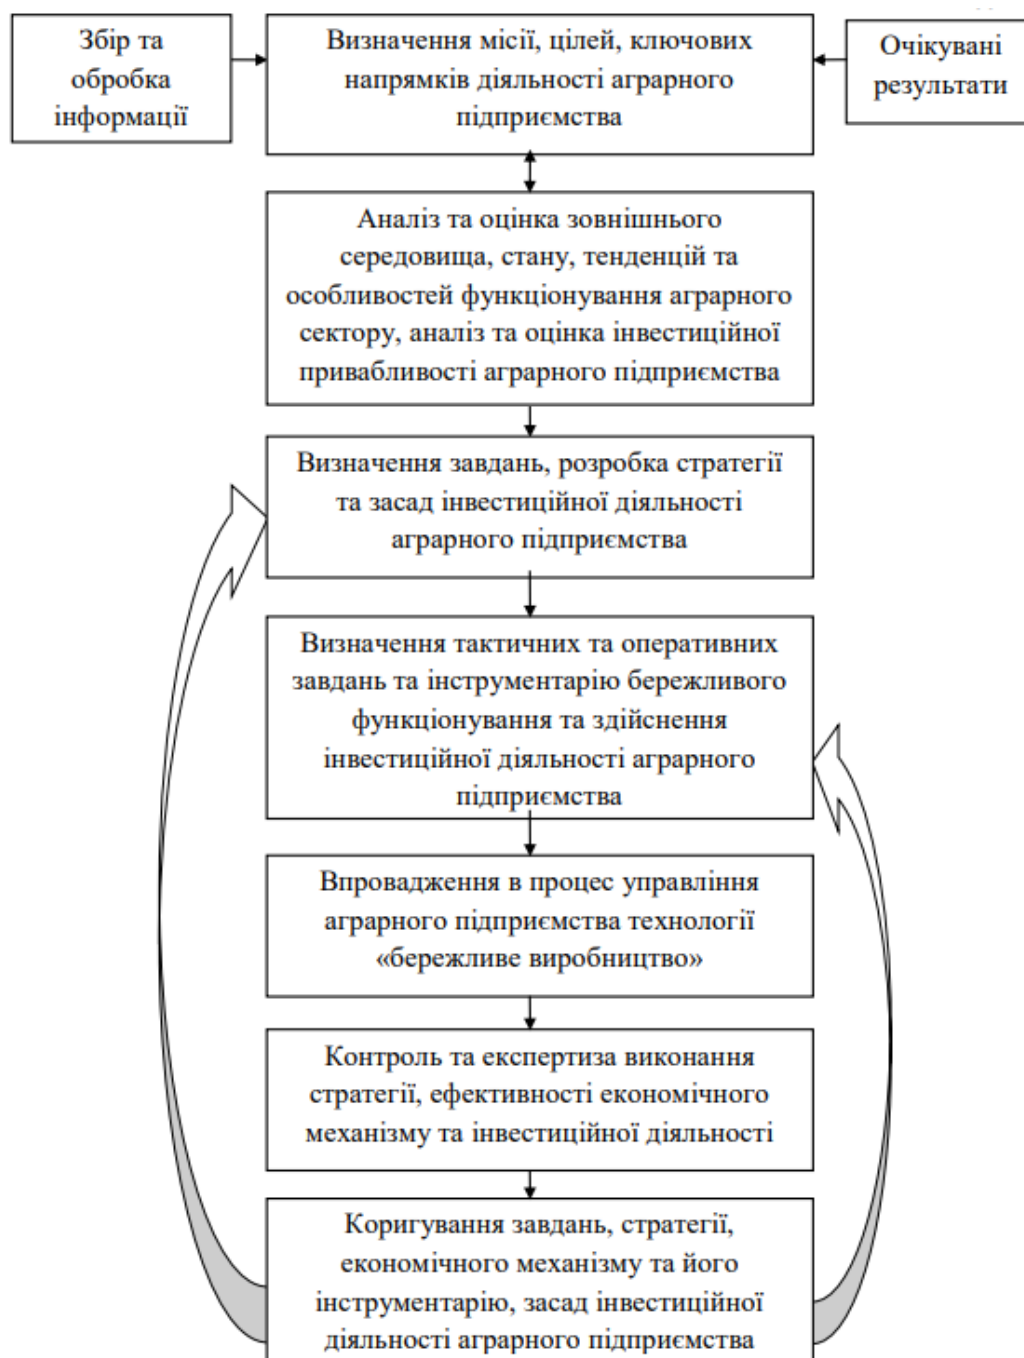 Збір та
обробка
інформації
Визначення місії, цілей, ключових
напрямків діяльності аграрного
підприємства
Очікувані
результати
Аналіз та оцінка зовнішнього
середовища, стану, тенденцій та
особливостей функціонування аграрного
сектору, аналіз та оцінка інвестиційної
привабливості аграрного підприємства
Визначення завдань, розробка стратегії
та засад інвестиційної діяльності
аграрного підприємства
Визначення тактичних та оперативних
завдань та інструментарію бережливого
функціонування та здійснення
інвестиційної діяльності аграрного
підприємства
Впровадження в процес управління
аграрного підприємства технології
«бережливе виробництво»
Контроль та експертиза виконання
стратегії, ефективності економічного
механізму та інвестиційної діяльності
Коригування завдань, стратегії,
економічного механізму та його
інструментарію, засад інвестиційної
діяльності аграрного підприємства